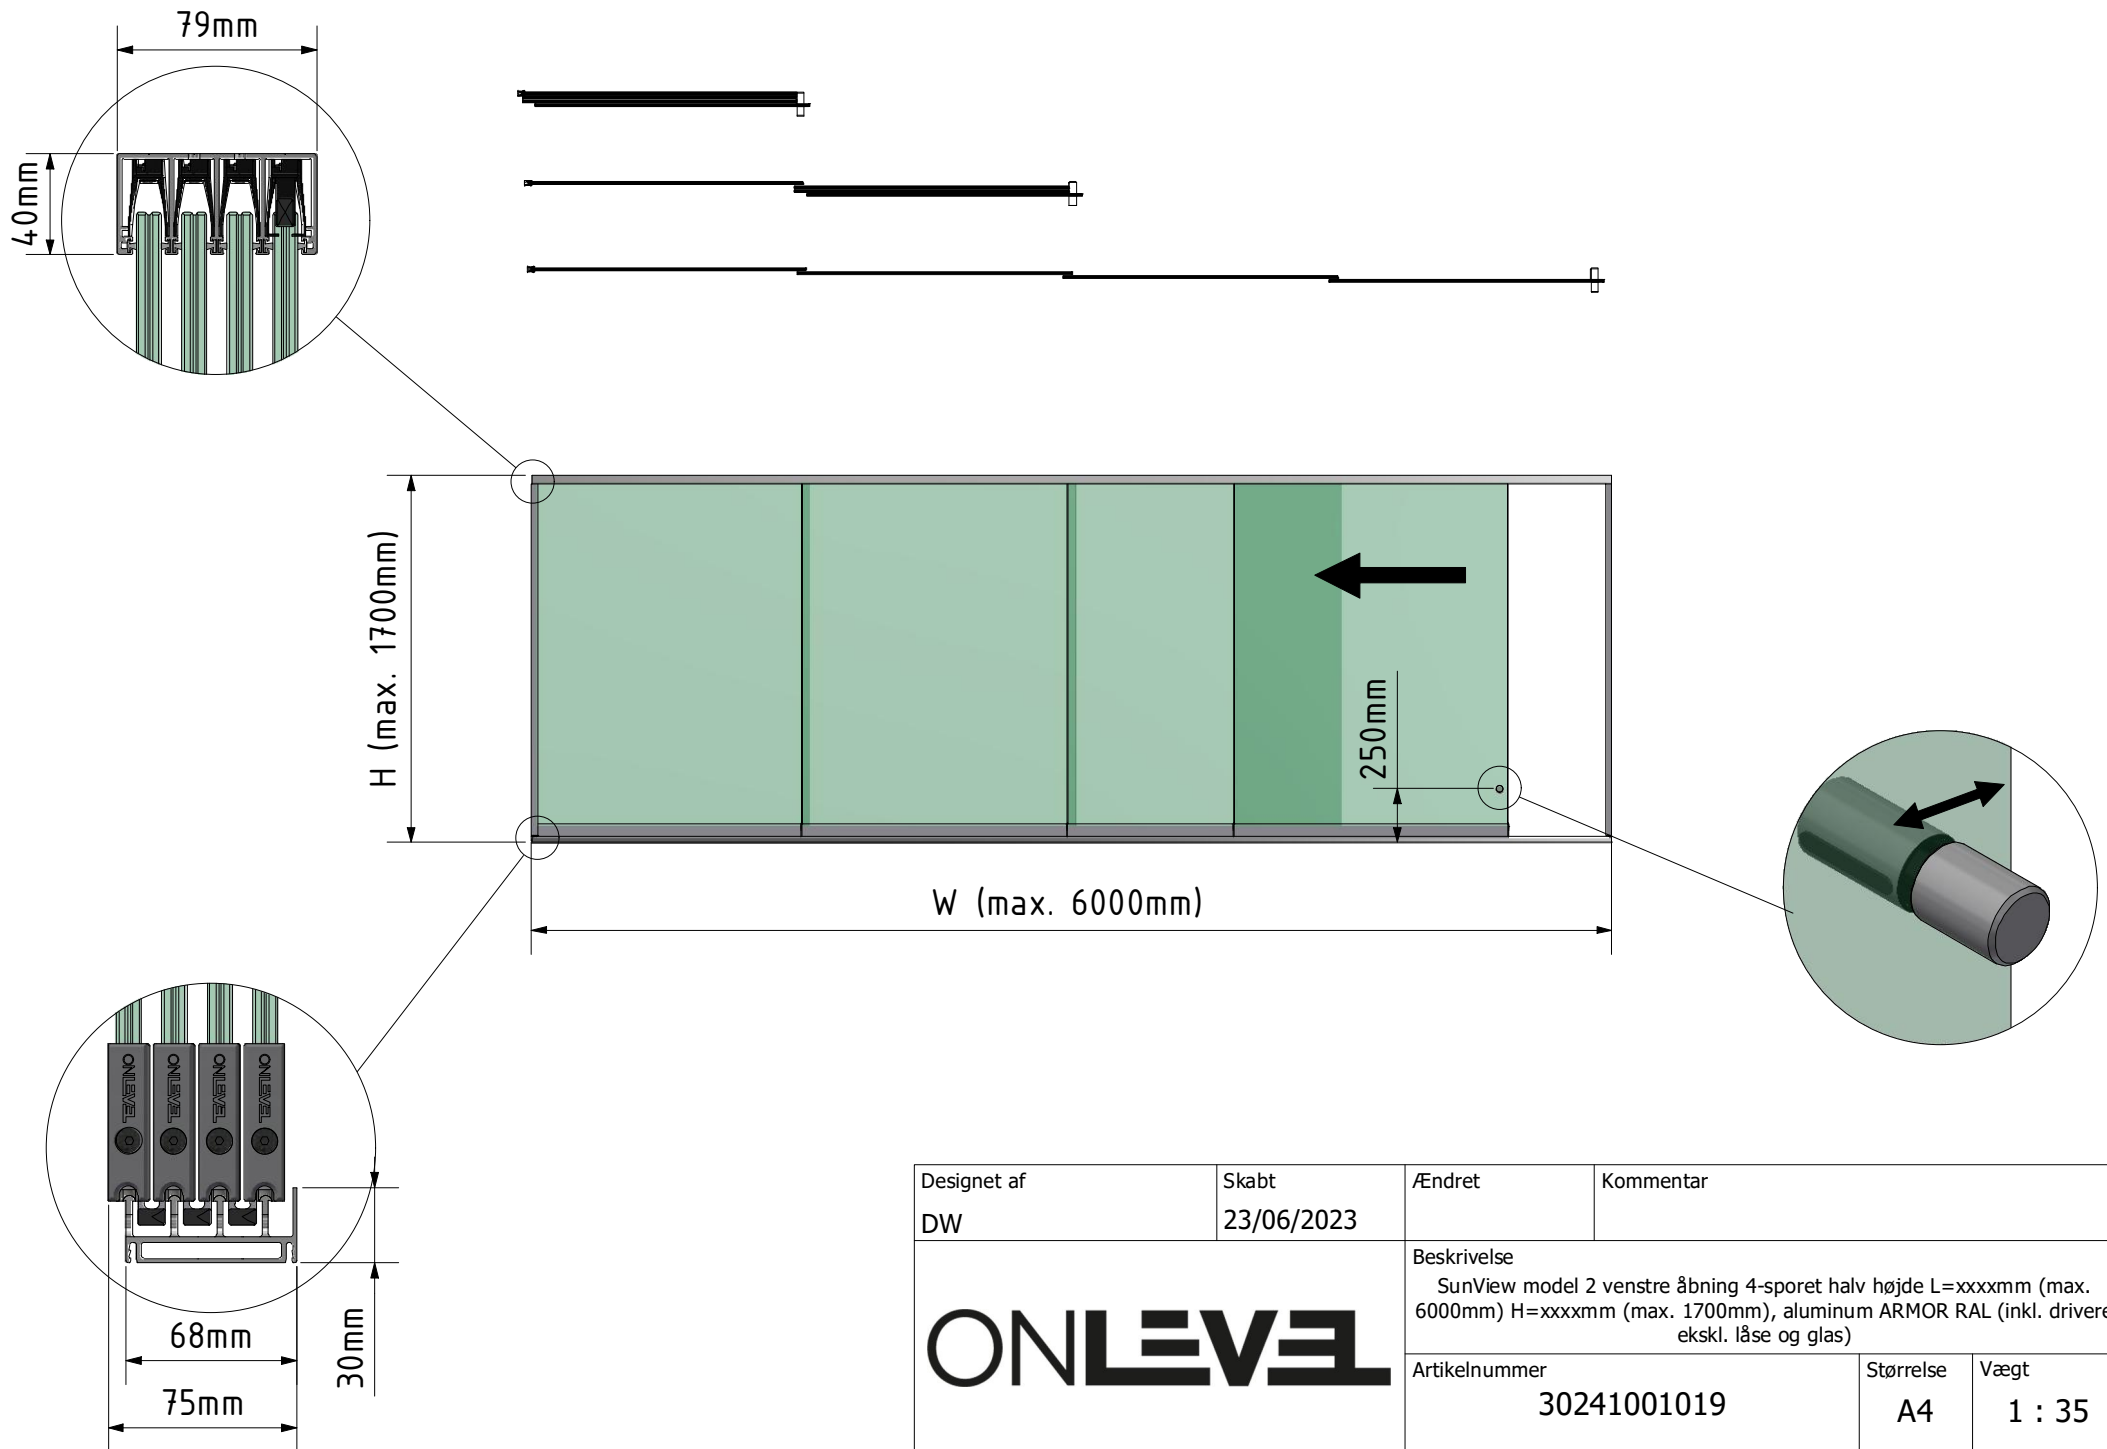 79mm
40mm
H (max. 1700mm)
250mm
W (max. 6000mm)
ONLEVEL
ONLEVEL
ONLEVEL
ONLEVEL
68mm
75mm
30mm
Designet af
DW
Skabt
23/06/2023
Ændret
Kommentar
ONLEVEL
Beskrivelse
SunView model 2 venstre åbning 4-sporet halv højde L=xxxxmm (max.
6000mm) H=xxxxmm (max. 1700mm), aluminum ARMOR RAL (inkl. drivere
ekskl. låse og glas)
Artikelnummer
30241001019
Størrelse
A4
Vægt
1 : 35